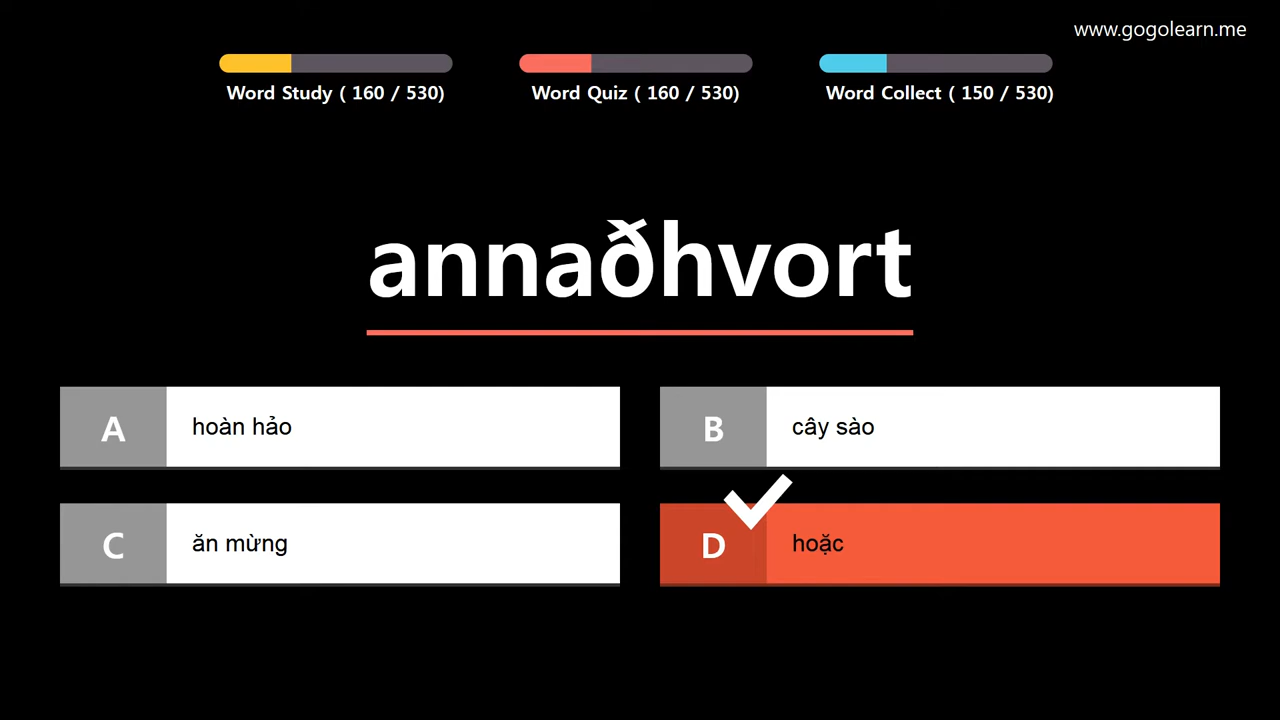 www.gogolearn.me
Word Study ( 160 / 530)
Word Quiz ( 160 / 530)
Word Collect ( 150 / 530)
annaðhvort
A hoàn hảo
B cây sào
C ăn mừng
D hoặc